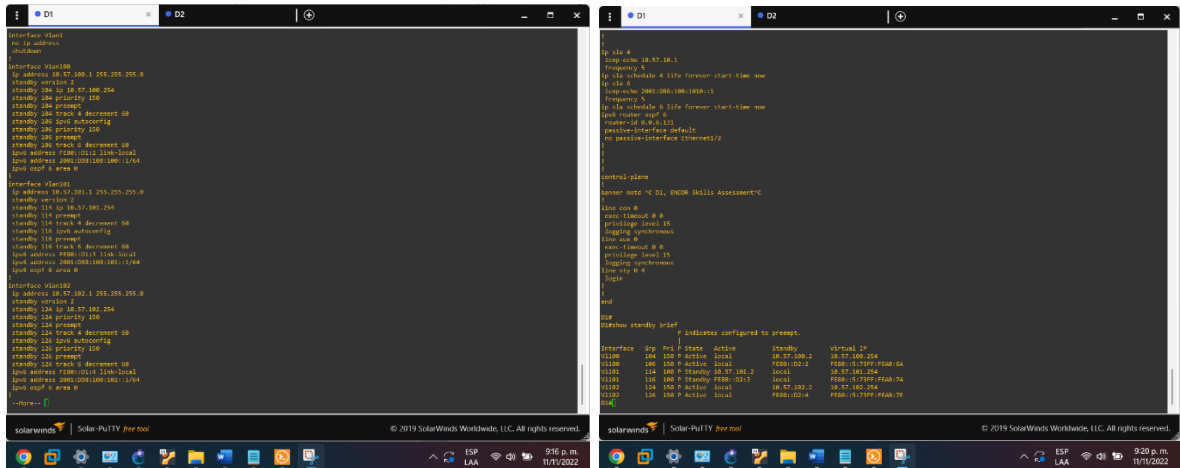 D1
D2
interface Vlan1
no ip address
shutdown
!
interface Vlan100
ip address 10.57.100.1 255.255.255.0
standby version 2
standby 104 ip 10.57.100.254
standby 104 priority 150
standby 104 preempt
standby 104 track 4 decrement 60
standby 106 ipv6 autoconfig
standby 106 priority 150
standby 106 preempt
standby 106 track 6 decrement 60
ipv6 address FE80::D1:2 link-local
ipv6 address 2001:DB8:100:100::1/64
ipv6 ospf 6 area 0
!
interface Vlan101
ip address 10.57.101.1 255.255.255.0
standby version 2
standby 114 ip 10.57.101.254
standby 114 preempt
standby 114 track 4 decrement 60
standby 116 ipv6 autoconfig
standby 116 preempt
standby 116 track 6 decrement 60
ipv6 address FE80::D1:3 link-local
ipv6 address 2001:DB8:100:101::1/64
ipv6 ospf 6 area 0
!
interface Vlan102
ip address 10.57.102.1 255.255.255.0
standby version 2
standby 124 ip 10.57.102.254
standby 124 priority 150
standby 124 preempt
standby 124 track 4 decrement 60
standby 126 ipv6 autoconfig
standby 126 priority 150
standby 126 preempt
standby 126 track 6 decrement 60
ipv6 address FE80::D1:4 link-local
ipv6 address 2001:DB8:100:102::1/64
ipv6 ospf 6 area 0
!
--More--
solarwinds Solar-PuTTY free tool
© 2019 SolarWinds Worldwide, LLC. All rights reserved.
ESP
LAA
9:16 p. m.
11/11/2022
D1
D2
!
!
ip sla 4
icmp-echo 10.57.10.1
frequency 5
ip sla schedule 4 life forever start-time now
ip sla 6
icmp-echo 2001:DB8:100:1010::1
frequency 5
ip sla schedule 6 life forever start-time now
ipv6 router ospf 6
router-id 0.0.6.131
passive-interface default
no passive-interface Ethernet1/2
!
!
!
!
control-plane
!
banner motd ^C D1, ENCOR Skills Assessment^C
!
line con 0
exec-timeout 0 0
privilege level 15
logging synchronous
line aux 0
exec-timeout 0 0
privilege level 15
logging synchronous
line vty 0 4
login
!
!
end
D1#
D1#show standby brief
P indicates configured to preempt.
|
Interface Grp Pri P State Active Standby Virtual IP
Vl100 104 150 P Active local 10.57.100.2 10.57.100.254
Vl100 106 150 P Active local FE80::D2:2 FE80::5:73FF:FEA0:6A
Vl101 114 100 P Standby 10.57.101.2 local 10.57.101.254
Vl101 116 100 P Standby FE80::D2:3 local FE80::5:73FF:FEA0:74
Vl102 124 150 P Active local 10.57.102.2 10.57.102.254
Vl102 126 150 P Active local FE80::D2:4 FE80::5:73FF:FEA0:7E
D1#
solarwinds Solar-PuTTY free tool
© 2019 SolarWinds Worldwide, LLC. All rights reserved.
ESP
LAA
9:20 p. m.
11/11/2022